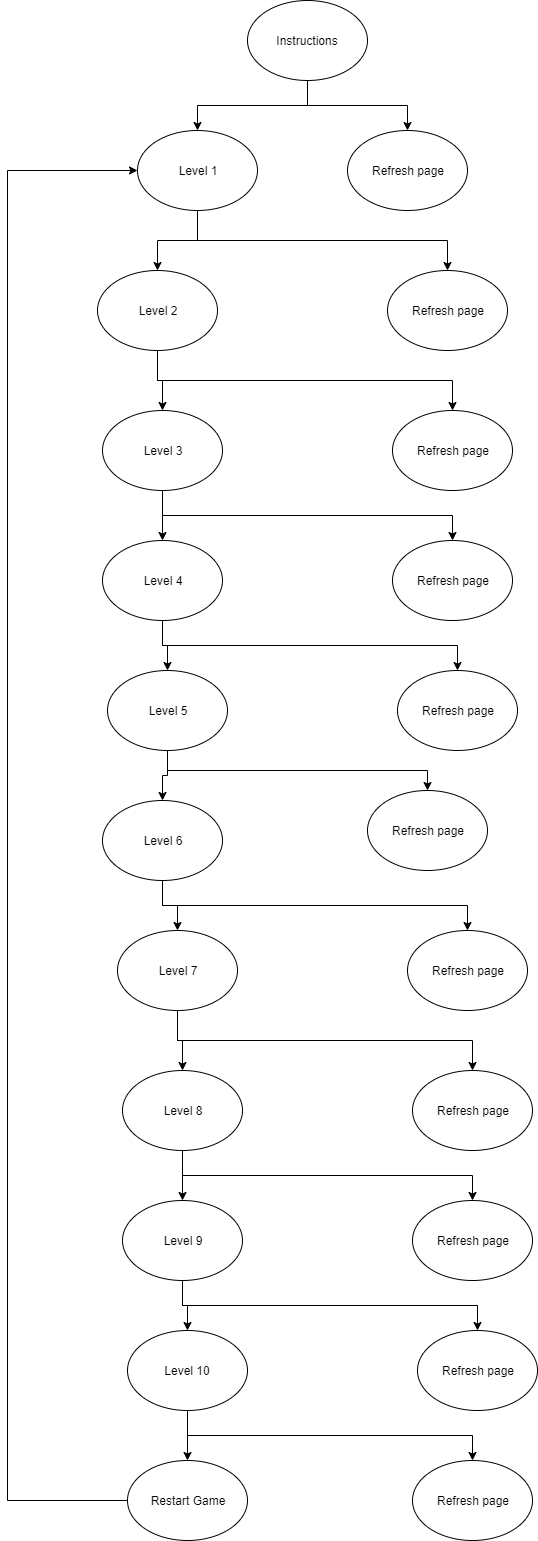 Instructions
Level 1
Refresh page
Level 2
Refresh page
Level 3
Refresh page
Level 4
Refresh page
Level 5
Refresh page
Level 6
Refresh page
Level 7
Refresh page
Level 8
Refresh page
Level 9
Refresh page
Level 10
Refresh page
Restart Game
Refresh page